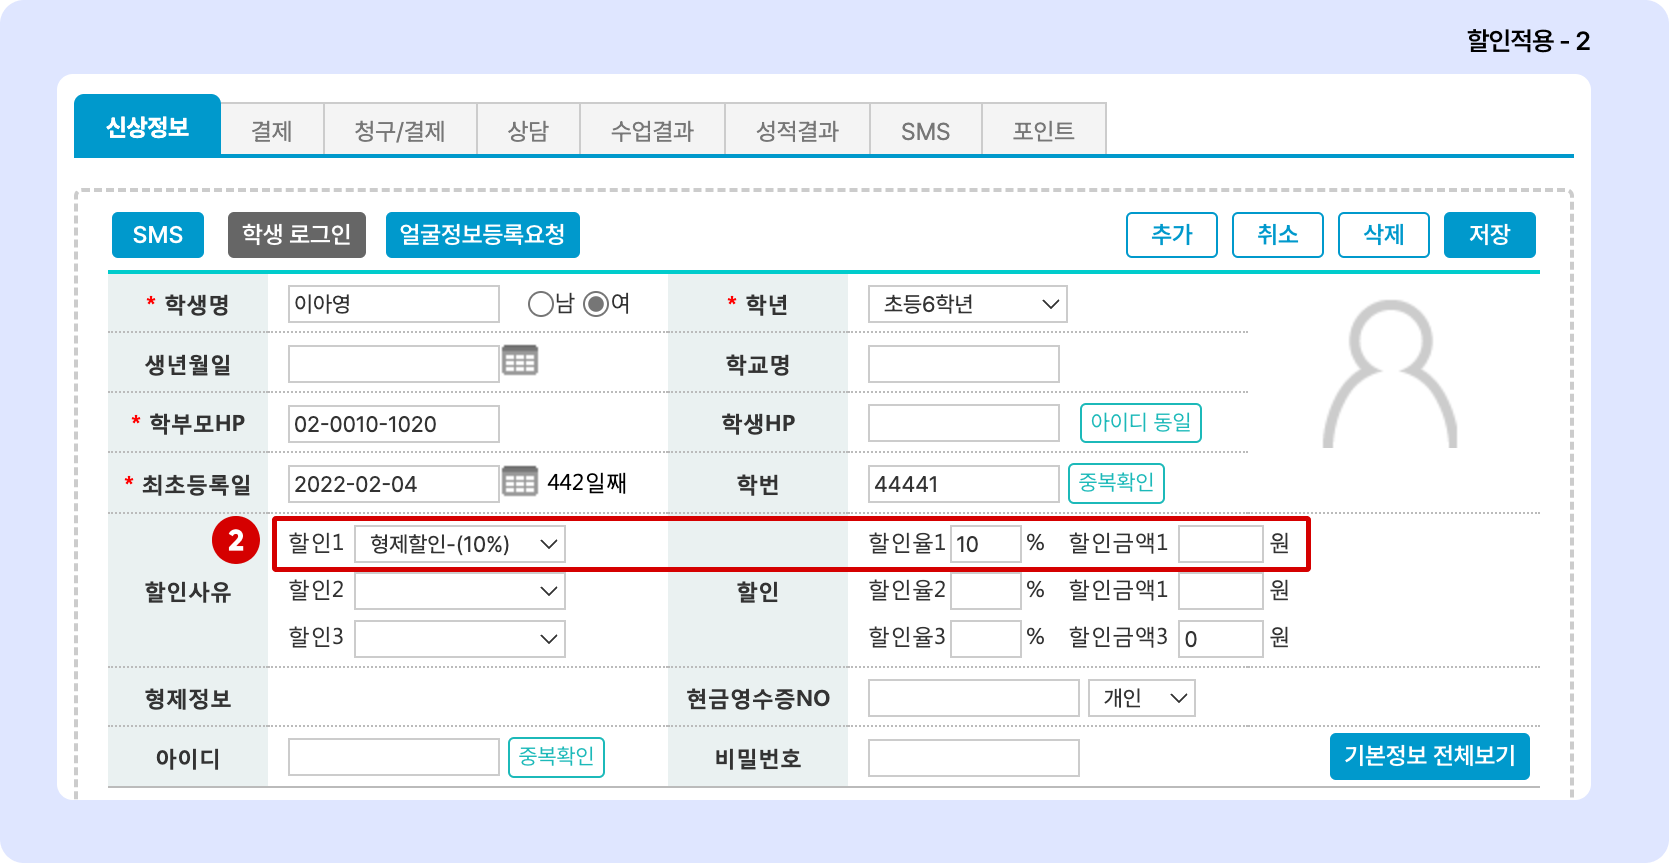 할인적용 - 2
신상정보 결제 청구/결제 상담 수업결과 성적결과 SMS 포인트
SMS 학생 로그인 얼굴정보등록요청 추가 취소 삭제 저장
* 학생명 이아영 남 여 * 학년 초등6학년
생년월일 학교명
* 학부모HP 02-0010-1020 학생HP 아이디 동일
* 최초등록일 2022-02-04 442일째 학번 44441 중복확인
2 할인1 형제할인-(10%) 할인율1 10 % 할인금액1 원
할인사유 할인2 할인 할인율2 % 할인금액1 원
할인3 할인율3 % 할인금액3 0 원
형제정보 현금영수증NO 개인
아이디 중복확인 비밀번호 기본정보 전체보기